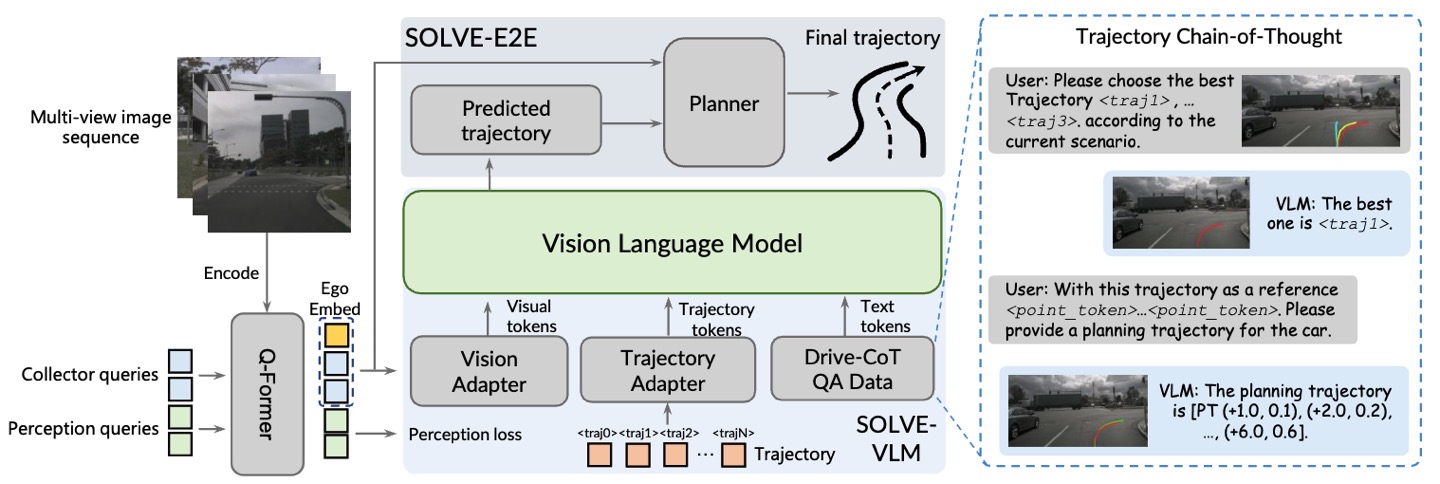 SOLVE-E2E
Final trajectory
Multi-view image
sequence
Predicted
trajectory
Planner
Vision Language Model
Encode
Ego
Embed
Visual
tokens
Trajectory
tokens
Text
tokens
Q-Former
Collector queries
Perception queries
Vision
Adapter
Trajectory
Adapter
Drive-CoT
QA Data
Perception loss
<traj0> <traj1> <traj2> <trajN>
... Trajectory
SOLVE-
VLM
Trajectory Chain-of-Thought
User: Please choose the best
Trajectory <traj1> , …
<traj3>. according to the
current scenario.
VLM: The best
one is <traj1>.
User: With this trajectory as a reference
<point_token>…<point_token>. Please
provide a planning trajectory for the car.
VLM: The planning trajectory
is [PT (+1.0, 0.1), (+2.0, 0.2),
…, (+6.0, 0.6].